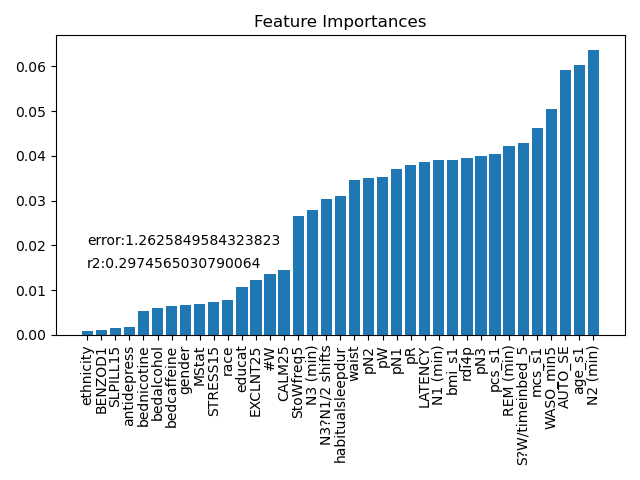 Feature Importances
0.06
0.05
0.04
0.03
0.02
0.01
0.00
error:1.2625849584323823
r2:0.2974565030790064
ethnicity
BENZOD1
SLPILL15
antidepress
bednicotine
bedalcohol
bedcaffeine
gender
MStat
STRESS15
race
educat
EXCLNT25
#W
CALM25
StoWfreq5
N3 (min)
N3?N1/2 shifts
habitualsleepdur
waist
pN2
pW
pN1
pR
LATENCY
N1 (min)
bmi_s1
rdi4p
pN3
pcs_s1
REM (min)
S?W/timeinbed_5
mcs_s1
WASO_min5
AUTO_SE
age_s1
N2 (min)